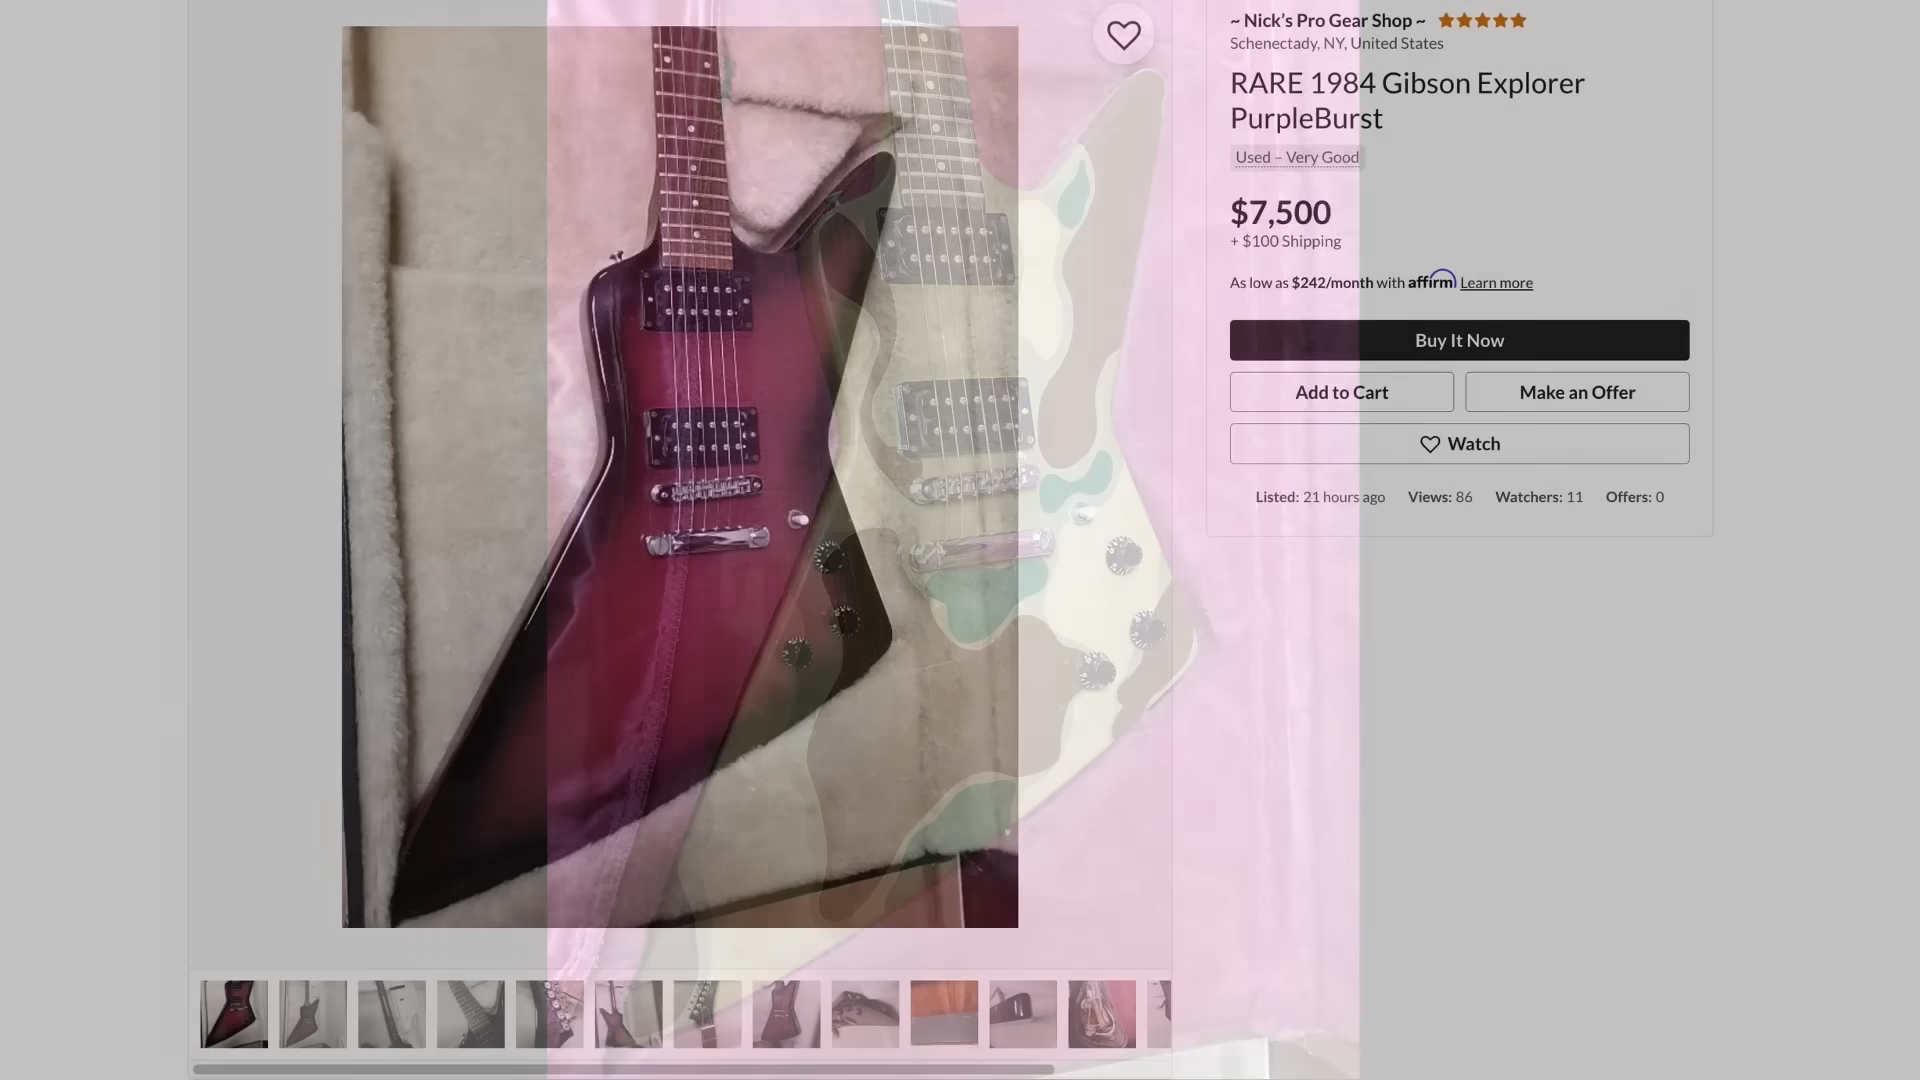 ~ Nick's Pro Gear Shop ~
Schenectady, NY, United States
RARE 1984 Gibson Explorer
PurpleBurst
Used – Very Good
$7,500
+ $100 Shipping
As low as $242/month with affirm Learn more
Buy It Now
Add to Cart
Make an Offer
Watch
Listed: 21 hours ago Views: 86 Watchers: 11 Offers: 0